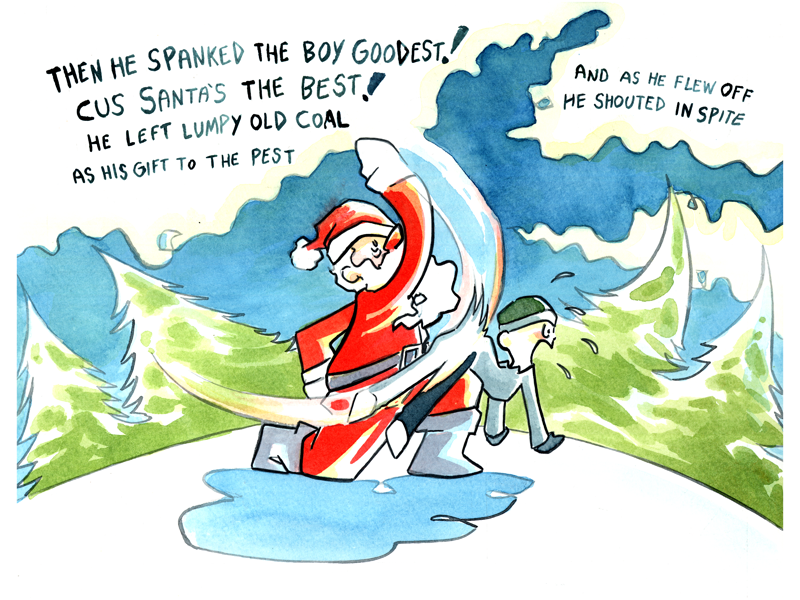 THEN HE SPANKED THE BOY GOODEST!
CUS SANTA'S THE BEST!
HE LEFT LUMPY OLD COAL
AS HIS GIFT TO THE PEST
AND AS HE FLEW OFF
HE SHOUTED IN SPITE